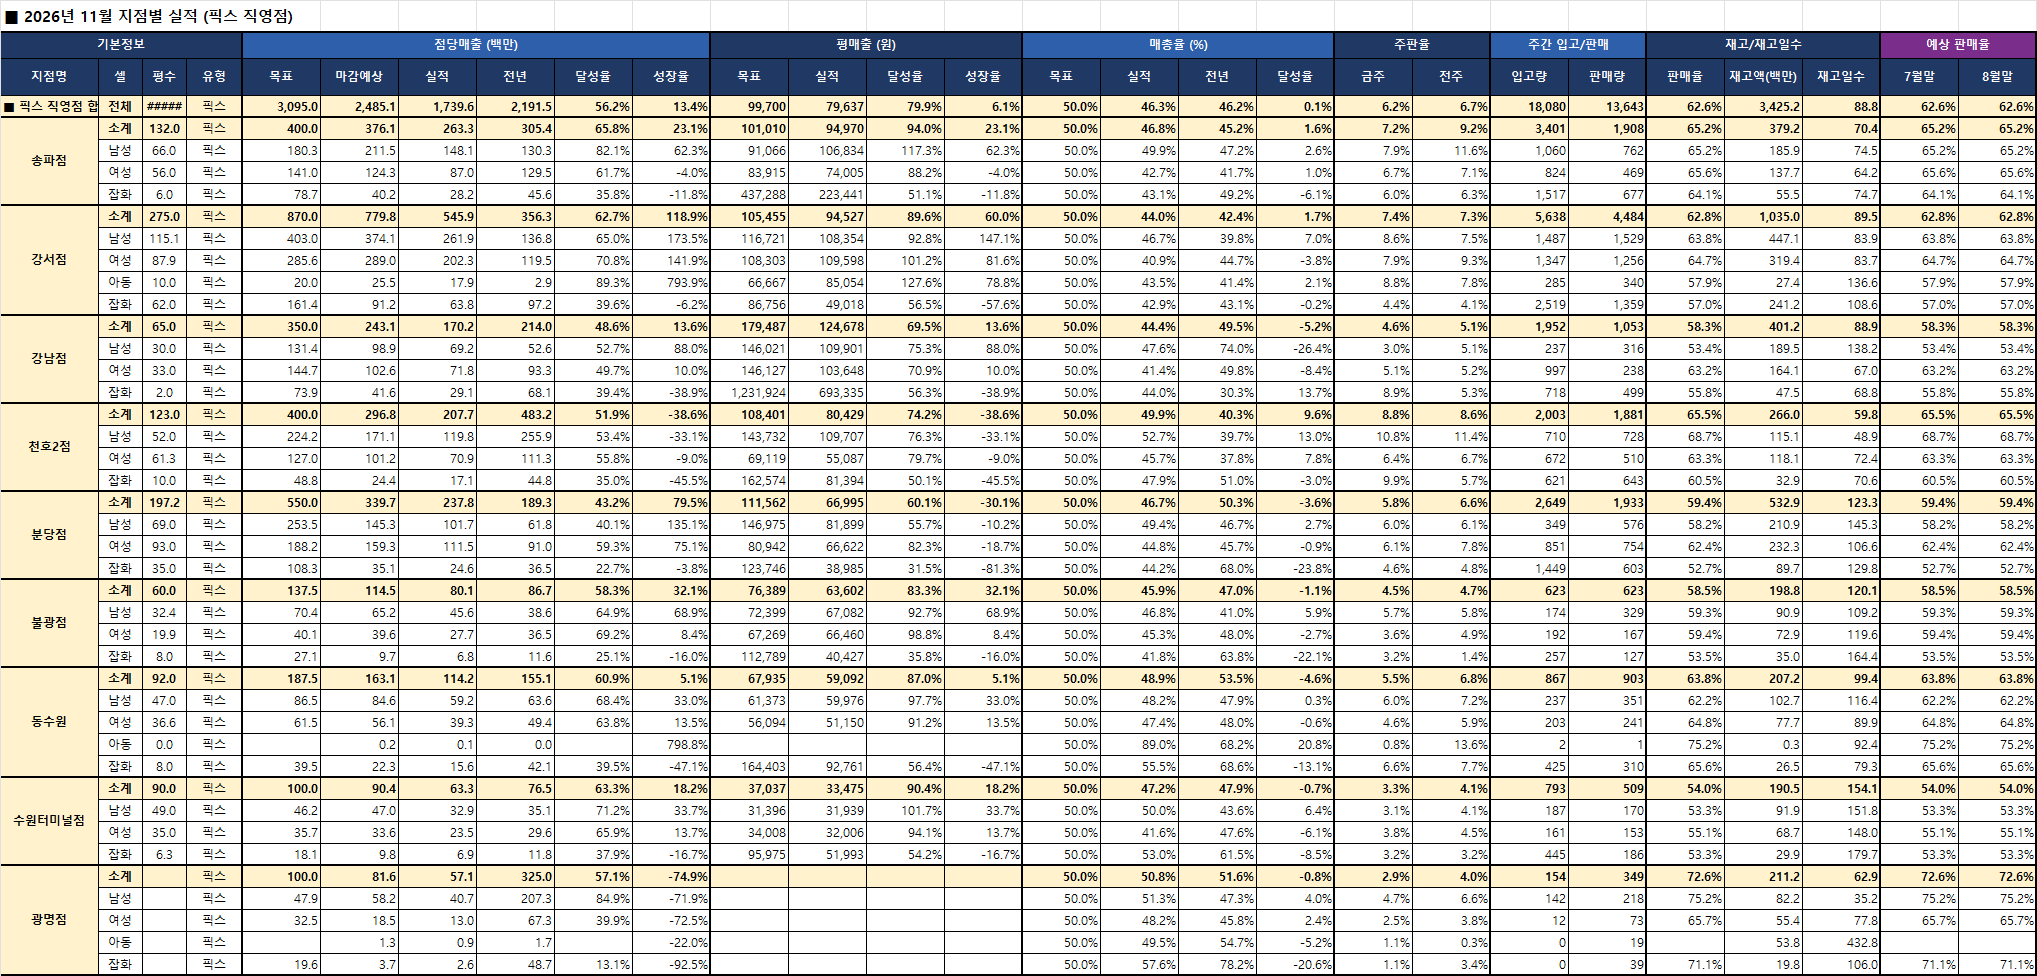 ■ 2026년 11월 지점별 실적 (픽스 직영점)
기본정보 점당매출 (백만) 평매출 (원) 매총율 (%) 주판율 주간 입고/판매 재고/재고일수 예상 판매율
지점명 셀 평수 유형 목표 마감예상 실적 전년 달성율 성장율 목표 실적 달성율 성장율 목표 실적 전년 달성율 금주 전주 입고량 판매량 판매율 재고액(백만) 재고일수 7월말 8월말
■ 픽스 직영점 합 전체 ##### 픽스 3,095.0 2,485.1 1,739.6 2,191.5 56.2% 13.4% 99,700 79,637 79.9% 6.1% 50.0% 46.3% 46.2% 0.1% 6.2% 6.7% 18,080 13,643 62.6% 3,425.2 88.8 62.6% 62.6%
송파점 소계 132.0 픽스 400.0 376.1 263.3 305.4 65.8% 23.1% 101,010 94,970 94.0% 23.1% 50.0% 46.8% 45.2% 1.6% 7.2% 9.2% 3,401 1,908 65.2% 379.2 70.4 65.2% 65.2%
남성 66.0 픽스 180.3 211.5 148.1 130.3 82.1% 62.3% 91,066 106,834 117.3% 62.3% 50.0% 49.9% 47.2% 2.6% 7.9% 11.6% 1,060 762 65.2% 185.9 74.5 65.2% 65.2%
여성 56.0 픽스 141.0 124.3 87.0 129.5 61.7% -4.0% 83,915 74,005 88.2% -4.0% 50.0% 42.7% 41.7% 1.0% 6.7% 7.1% 824 469 65.6% 137.7 64.2 65.6% 65.6%
잡화 6.0 픽스 78.7 40.2 28.2 45.6 35.8% -11.8% 437,288 223,441 51.1% -11.8% 50.0% 43.1% 49.2% -6.1% 6.0% 6.3% 1,517 677 64.1% 55.5 74.7 64.1% 64.1%
강서점 소계 275.0 픽스 870.0 779.8 545.9 356.3 62.7% 118.9% 105,455 94,527 89.6% 60.0% 50.0% 44.0% 42.4% 1.7% 7.4% 7.3% 5,638 4,484 62.8% 1,035.0 89.5 62.8% 62.8%
남성 115.1 픽스 403.0 374.1 261.9 136.8 65.0% 173.5% 116,721 108,354 92.8% 147.1% 50.0% 46.7% 39.8% 7.0% 8.6% 7.5% 1,487 1,529 63.8% 447.1 83.9 63.8% 63.8%
여성 87.9 픽스 285.6 289.0 202.3 119.5 70.8% 141.9% 108,303 109,598 101.2% 81.6% 50.0% 40.9% 44.7% -3.8% 7.9% 9.3% 1,347 1,256 64.7% 319.4 83.7 64.7% 64.7%
아동 10.0 픽스 20.0 25.5 17.9 2.9 89.3% 793.9% 66,667 85,054 127.6% 78.8% 50.0% 43.5% 41.4% 2.1% 8.8% 7.8% 285 340 57.9% 27.4 136.6 57.9% 57.9%
잡화 62.0 픽스 161.4 91.2 63.8 97.2 39.6% -6.2% 86,756 49,018 56.5% -57.6% 50.0% 42.9% 43.1% -0.2% 4.4% 4.1% 2,519 1,359 57.0% 241.2 108.6 57.0% 57.0%
강남점 소계 65.0 픽스 350.0 243.1 170.2 214.0 48.6% 13.6% 179,487 124,678 69.5% 13.6% 50.0% 44.4% 49.5% -5.2% 4.6% 5.1% 1,952 1,053 58.3% 401.2 88.9 58.3% 58.3%
남성 30.0 픽스 131.4 98.9 69.2 52.6 52.7% 88.0% 146,021 109,901 75.3% 88.0% 50.0% 47.6% 74.0% -26.4% 3.0% 5.1% 237 316 53.4% 189.5 138.2 53.4% 53.4%
여성 33.0 픽스 144.7 102.6 71.8 93.3 49.7% 10.0% 146,127 103,648 70.9% 10.0% 50.0% 41.4% 49.8% -8.4% 5.1% 5.2% 997 238 63.2% 164.1 67.0 63.2% 63.2%
잡화 2.0 픽스 73.9 41.6 29.1 68.1 39.4% -38.9% 1,231,924 693,335 56.3% -38.9% 50.0% 44.0% 30.3% 13.7% 8.9% 5.3% 718 499 55.8% 47.5 68.8 55.8% 55.8%
천호2점 소계 123.0 픽스 400.0 296.8 207.7 483.2 51.9% -38.6% 108,401 80,429 74.2% -38.6% 50.0% 49.9% 40.3% 9.6% 8.8% 8.6% 2,003 1,881 65.5% 266.0 59.8 65.5% 65.5%
남성 52.0 픽스 224.2 171.1 119.8 255.9 53.4% -33.1% 143,732 109,707 76.3% -33.1% 50.0% 52.7% 39.7% 13.0% 10.8% 11.4% 710 728 68.7% 115.1 48.9 68.7% 68.7%
여성 61.3 픽스 127.0 101.2 70.9 111.3 55.8% -9.0% 69,119 55,087 79.7% -9.0% 50.0% 45.7% 37.8% 7.8% 6.4% 6.7% 672 510 63.3% 118.1 72.4 63.3% 63.3%
잡화 10.0 픽스 48.8 24.4 17.1 44.8 35.0% -45.5% 162,574 81,394 50.1% -45.5% 50.0% 47.9% 51.0% -3.0% 9.9% 5.7% 621 643 60.5% 32.9 70.6 60.5% 60.5%
분당점 소계 197.2 픽스 550.0 339.7 237.8 189.3 43.2% 79.5% 111,562 66,995 60.1% -30.1% 50.0% 46.7% 50.3% -3.6% 5.8% 6.6% 2,649 1,933 59.4% 532.9 123.3 59.4% 59.4%
남성 69.0 픽스 253.5 145.3 101.7 61.8 40.1% 135.1% 146,975 81,899 55.7% -10.2% 50.0% 49.4% 46.7% 2.7% 6.0% 6.1% 349 576 58.2% 210.9 145.3 58.2% 58.2%
여성 93.0 픽스 188.2 159.3 111.5 91.0 59.3% 75.1% 80,942 66,622 82.3% -18.7% 50.0% 44.8% 45.7% -0.9% 6.1% 7.8% 851 754 62.4% 232.3 106.6 62.4% 62.4%
잡화 35.0 픽스 108.3 35.1 24.6 36.5 22.7% -3.8% 123,746 38,985 31.5% -81.3% 50.0% 44.2% 68.0% -23.8% 4.6% 4.8% 1,449 603 52.7% 89.7 129.8 52.7% 52.7%
불광점 소계 60.0 픽스 137.5 114.5 80.1 86.7 58.3% 32.1% 76,389 63,602 83.3% 32.1% 50.0% 45.9% 47.0% -1.1% 4.5% 4.7% 623 623 58.5% 198.8 120.1 58.5% 58.5%
남성 32.4 픽스 70.4 65.2 45.6 38.6 64.9% 68.9% 72,399 67,082 92.7% 68.9% 50.0% 46.8% 41.0% 5.9% 5.7% 5.8% 174 329 59.3% 90.9 109.2 59.3% 59.3%
여성 19.9 픽스 40.1 39.6 27.7 36.5 69.2% 8.4% 67,269 66,460 98.8% 8.4% 50.0% 45.3% 48.0% -2.7% 3.6% 4.9% 192 167 59.4% 72.9 119.6 59.4% 59.4%
잡화 8.0 픽스 27.1 9.7 6.8 11.6 25.1% -16.0% 112,789 40,427 35.8% -16.0% 50.0% 41.8% 63.8% -22.1% 3.2% 1.4% 257 127 53.5% 35.0 164.4 53.5% 53.5%
동수원 소계 92.0 픽스 187.5 163.1 114.2 155.1 60.9% 5.1% 67,935 59,092 87.0% 5.1% 50.0% 48.9% 53.5% -4.6% 5.5% 6.8% 867 903 63.8% 207.2 99.4 63.8% 63.8%
남성 47.0 픽스 86.5 84.6 59.2 63.6 68.4% 33.0% 61,373 59,976 97.7% 33.0% 50.0% 48.2% 47.9% 0.3% 6.0% 7.2% 237 351 62.2% 102.7 116.4 62.2% 62.2%
여성 36.6 픽스 61.5 56.1 39.3 49.4 63.8% 13.5% 56,094 51,150 91.2% 13.5% 50.0% 47.4% 48.0% -0.6% 4.6% 5.9% 203 241 64.8% 77.7 89.9 64.8% 64.8%
아동 0.0 픽스 0.2 0.1 0.0 798.8% 50.0% 89.0% 68.2% 20.8% 0.8% 13.6% 2 1 75.2% 0.3 92.4 75.2% 75.2%
잡화 8.0 픽스 39.5 22.3 15.6 42.1 39.5% -47.1% 164,403 92,761 56.4% -47.1% 50.0% 55.5% 68.6% -13.1% 6.6% 7.7% 425 310 65.6% 26.5 79.3 65.6% 65.6%
수원터미널점 소계 90.0 픽스 100.0 90.4 63.3 76.5 63.3% 18.2% 37,037 33,475 90.4% 18.2% 50.0% 47.2% 47.9% -0.7% 3.3% 4.1% 793 509 54.0% 190.5 154.1 54.0% 54.0%
남성 49.0 픽스 46.2 47.0 32.9 35.1 71.2% 33.7% 31,396 31,939 101.7% 33.7% 50.0% 50.0% 43.6% 6.4% 3.1% 4.1% 187 170 53.3% 91.9 151.8 53.3% 53.3%
여성 35.0 픽스 35.7 33.6 23.5 29.6 65.9% 13.7% 34,008 32,006 94.1% 13.7% 50.0% 41.6% 47.6% -6.1% 3.8% 4.5% 161 153 55.1% 68.7 148.0 55.1% 55.1%
잡화 6.3 픽스 18.1 9.8 6.9 11.8 37.9% -16.7% 95,975 51,993 54.2% -16.7% 50.0% 53.0% 61.5% -8.5% 3.2% 3.2% 445 186 53.3% 29.9 179.7 53.3% 53.3%
광명점 소계 픽스 100.0 81.6 57.1 325.0 57.1% -74.9% 50.0% 50.8% 51.6% -0.8% 2.9% 4.0% 154 349 72.6% 211.2 62.9 72.6% 72.6%
남성 픽스 47.9 58.2 40.7 207.3 84.9% -71.9% 50.0% 51.3% 47.3% 4.0% 4.7% 6.6% 142 218 75.2% 82.2 35.2 75.2% 75.2%
여성 픽스 32.5 18.5 13.0 67.3 39.9% -72.5% 50.0% 48.2% 45.8% 2.4% 2.5% 3.8% 12 73 65.7% 55.4 77.8 65.7% 65.7%
아동 픽스 1.3 0.9 1.7 -22.0% 50.0% 49.5% 54.7% -5.2% 1.1% 0.3% 0 19 53.8 432.8
잡화 픽스 19.6 3.7 2.6 48.7 13.1% -92.5% 50.0% 57.6% 78.2% -20.6% 1.1% 3.4% 0 39 71.1% 19.8 106.0 71.1% 71.1%